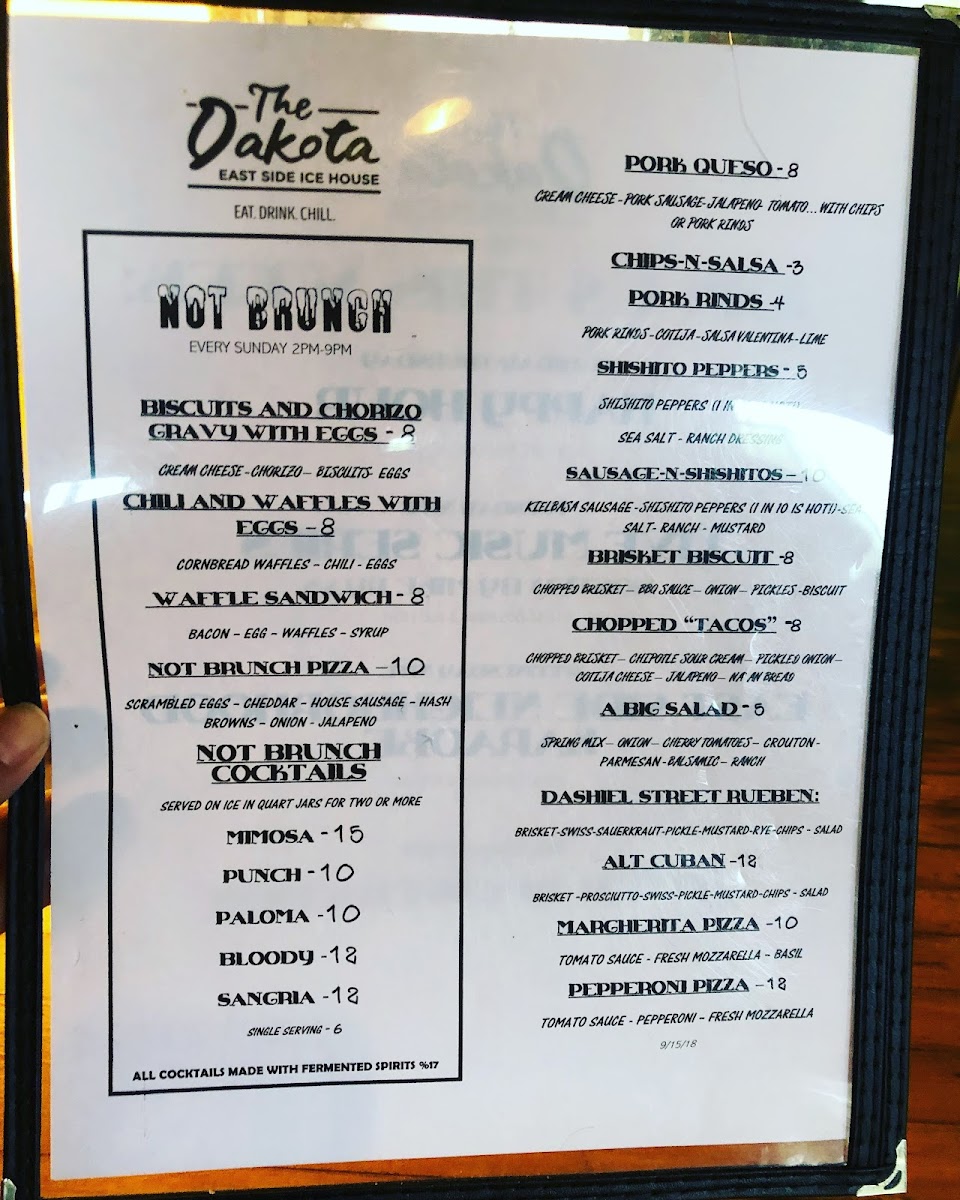 The
Dakota
EAST SIDE ICE HOUSE
EAT. DRINK. CHILL.
NOT BRUNCH
EVERY SUNDAY 2PM-9PM
BISCUITS AND CHORIZO
GRAVY WITH EGGS - 8
CREAM CHEESE - CHORIZO - BISCUITS - EGGS
CHILI AND WAFFLES WITH
EGGS - 8
CORNBREAD WAFFLES - CHILI - EGGS
WAFFLE SANDWICH - 8
BACON - EGG - WAFFLES - SYRUP
NOT BRUNCH PIZZA - 10
SCRAMBLED EGGS - CHEDDAR - HOUSE SAUSAGE - HASH
BROWNS - ONION - JALAPENO
NOT BRUNCH
COCKTAILS
SERVED ON ICE IN QUART JARS FOR TWO OR MORE
MIMOSA - 15
PUNCH - 10
PALOMA - 10
BLOODY - 12
SANGRIA - 12
SINGLE SERVING - 6
ALL COCKTAILS MADE WITH FERMENTED SPIRITS %17
PORK QUESO - 8
CREAM CHEESE - PORK SAUSAGE - JALAPENO - TOMATO... WITH CHIPS
OR PORK RINDS
CHIPS-N-SALSA - 3
PORK RINDS - 4
PORK RINDS - COTIJA - SALSA VALENTINA - LIME
SHISHITO PEPPERS - 5
SHISHITO PEPPERS (1 IN HOT!)
SEA SALT - RANCH DRESSING
SAUSAGE-N-SHISHITOS - 10
KIELBASA SAUSAGE - SHISHITO PEPPERS (1 IN 10 IS HOT!) - SEA
SALT - RANCH - MUSTARD
BRISKET BISCUIT - 8
CHOPPED BRISKET - BBQ SAUCE - ONION - PICKLES - BISCUIT
CHOPPED "TACOS" - 8
CHOPPED BRISKET - CHIPOTLE SOUR CREAM - PICKLED ONION -
COTIJA CHEESE - JALAPENO - NAAN BREAD
A BIG SALAD - 5
SPRING MIX - ONION - CHERRY TOMATOES - CROUTON -
PARMESAN - BALSAMIC - RANCH
DASHIEL STREET RUEBEN:
BRISKET-SWISS-SAUERKRAUT-PICKLE-MUSTARD-RYE-CHIPS - SALAD
ALT CUBAN - 12
BRISKET -PROSCIUTTO-SWISS-PICKLE-MUSTARD-CHIPS - SALAD
MARGHERITA PIZZA - 10
TOMATO SAUCE - FRESH MOZZARELLA - BASIL
PEPPERONI PIZZA - 12
TOMATO SAUCE - PEPPERONI - FRESH MOZZARELLA
9/15/18